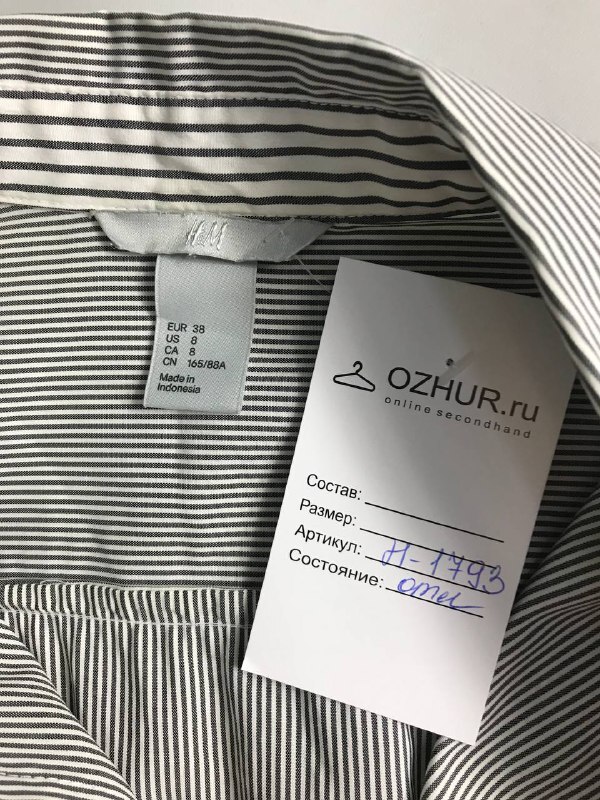 H&M
EUR 38
US 8
CA 8
CN 165/88A
Made in
Indonesia
OZHUR.ru
online secondhand
Состав:
Размер:
Артикул: Н-1793
Состояние: отл